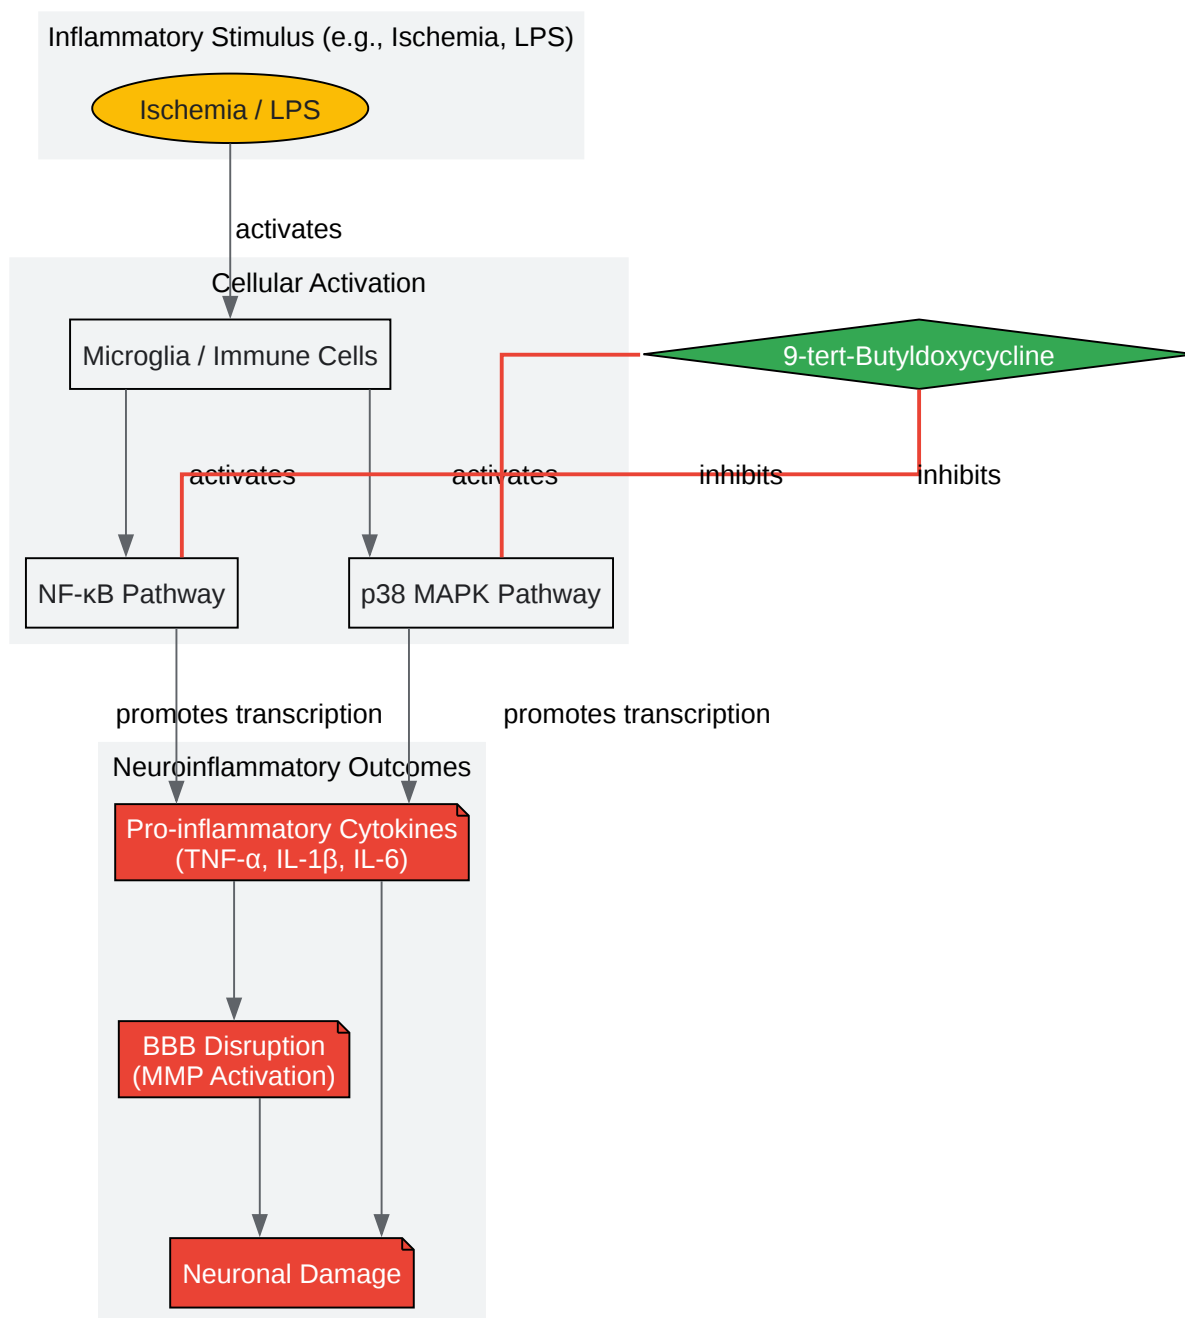 Inflammatory Stimulus (e.g., Ischemia, LPS)
Ischemia / LPS
activates
Cellular Activation
Microglia / Immune Cells
9-tert-Butyldoxycycline
activates
activates
inhibits
inhibits
NF-κB Pathway
p38 MAPK Pathway
promotes transcription
promotes transcription
Neuroinflammatory Outcomes
Pro-inflammatory Cytokines
(TNF-α, IL-1β, IL-6)
BBB Disruption
(MMP Activation)
Neuronal Damage